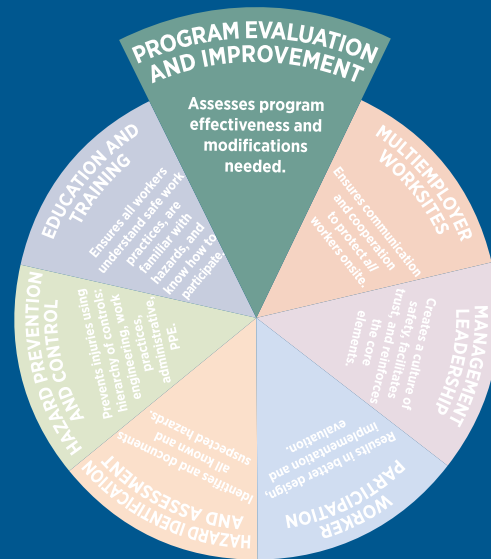 PROGRAM EVALUATION
AND IMPROVEMENT
Assesses program
effectiveness and
modifications
needed.
MULTIEMPLOYER
WORKSITES
Ensures communication
and cooperation
to protect all
workers onsite.
MANAGEMENT
LEADERSHIP
Creates a culture of
safety, facilitates
trust, and reinforces
the core
elements.
WORKER
PARTICIPATION
Results in better design,
implementation and
evaluation.
HAZARD IDENTIFICATION
AND ASSESSMENT
Identifies and documents
all known and
suspected hazards.
HAZARD PREVENTION
AND CONTROL
Prevents injuries using
hierarchy of controls:
engineering, work
practices,
administrative,
PPE.
EDUCATION AND
TRAINING
Ensures all workers
understand safe work
practices, are
familiar with
hazards, and
know how to
participate.